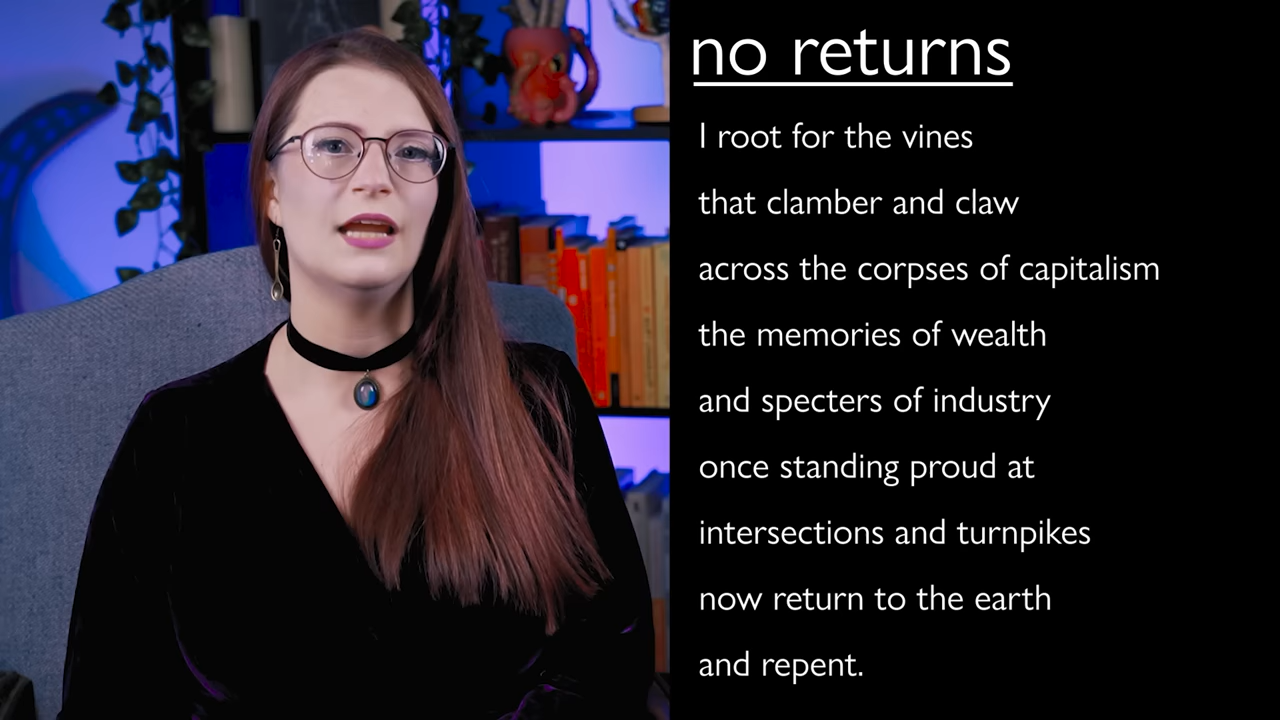 no returns
I root for the vines
that clamber and claw
across the corpses of capitalism
the memories of wealth
and specters of industry
once standing proud at
intersections and turnpikes
now return to the earth
and repent.